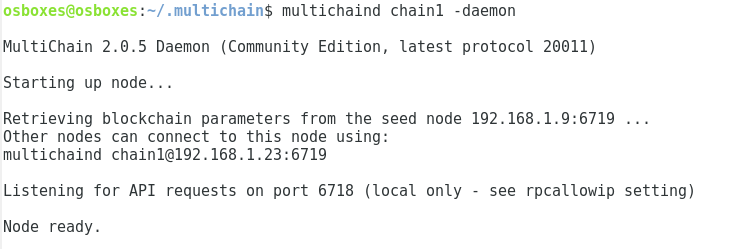 osboxes@osboxes:~/.multichain$ multichaind chain1 -daemon
MultiChain 2.0.5 Daemon (Community Edition, latest protocol 20011)
Starting up node...
Retrieving blockchain parameters from the seed node 192.168.1.9:6719 ...
Other nodes can connect to this node using:
multichaind chain1@192.168.1.23:6719
Listening for API requests on port 6718 (local only - see rpcallowip setting)
Node ready.